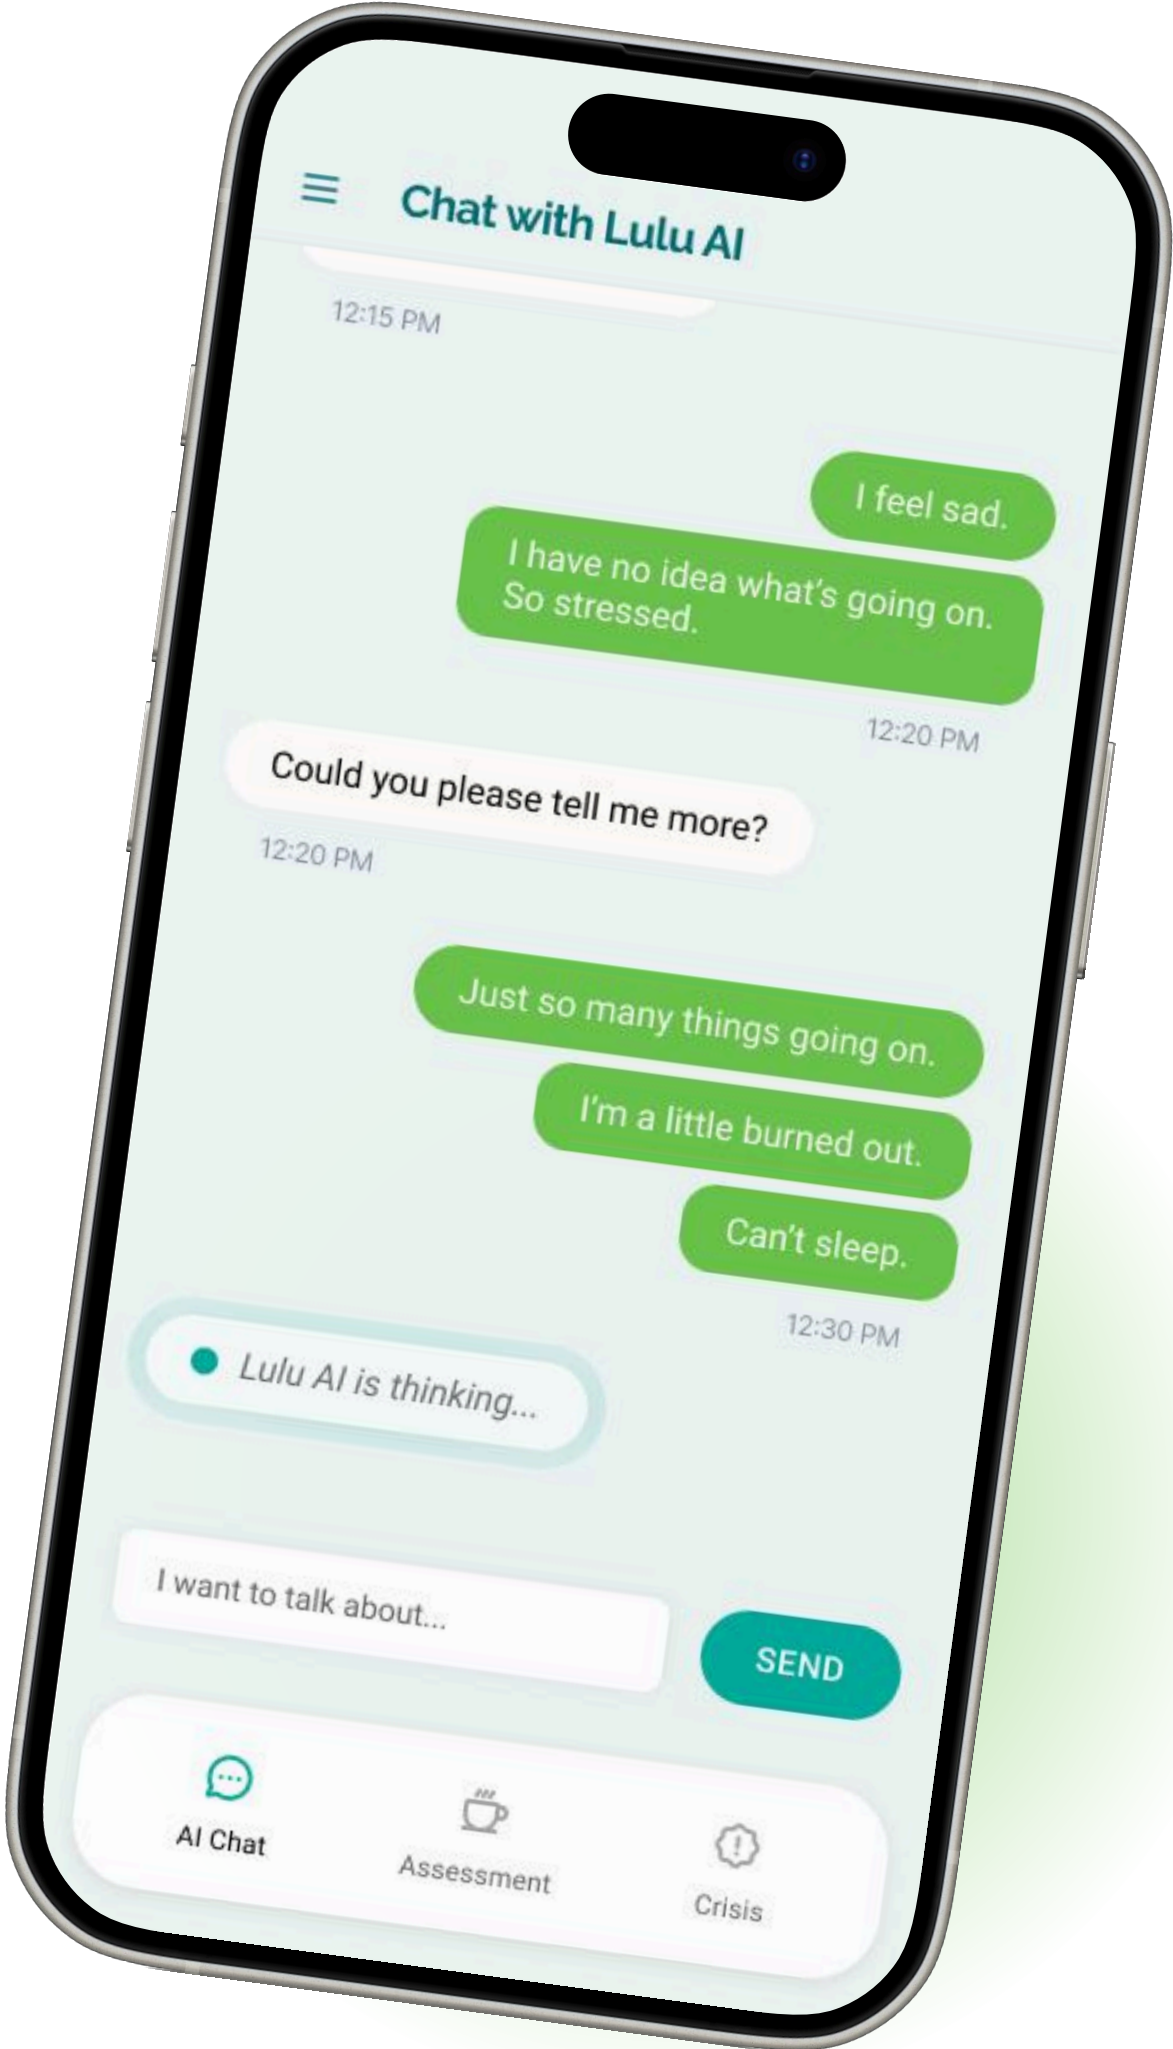 Chat with Lulu AI
12:15 PM
I feel sad.
I have no idea what's going on.
So stressed.
12:20 PM
Could you please tell me more?
12:20 PM
Just so many things going on.
I'm a little burned out.
Can't sleep.
12:30 PM
Lulu AI is thinking...
I want to talk about...
SEND
AI Chat
Assessment
Crisis